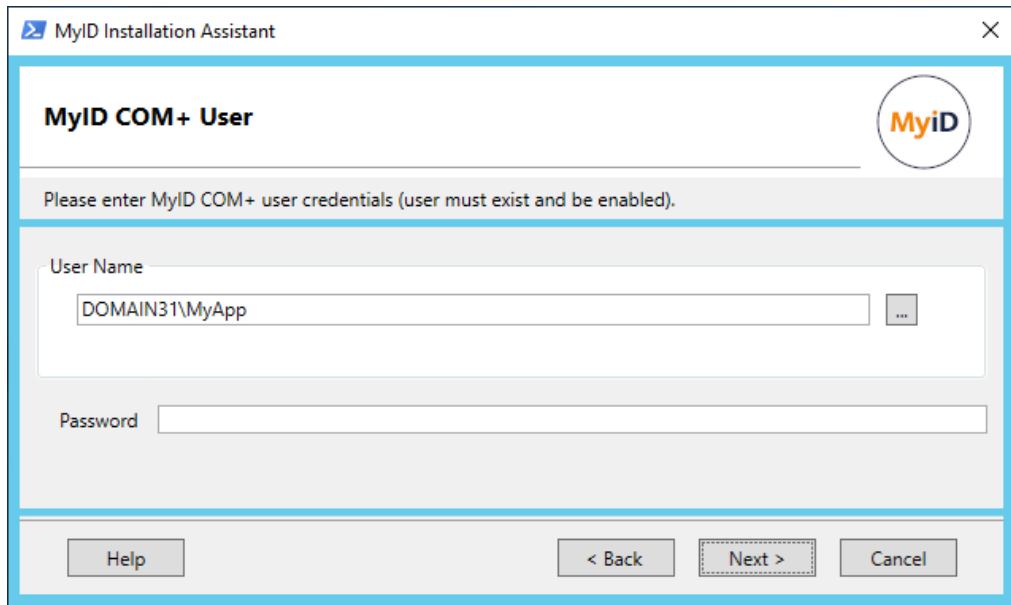 MyID Installation Assistant
MyID COM+ User
MyiD
Please enter MyID COM+ user credentials (user must exist and be enabled).
User Name
DOMAIN31\MyApp
...
Password
Help
< Back
Next >
Cancel